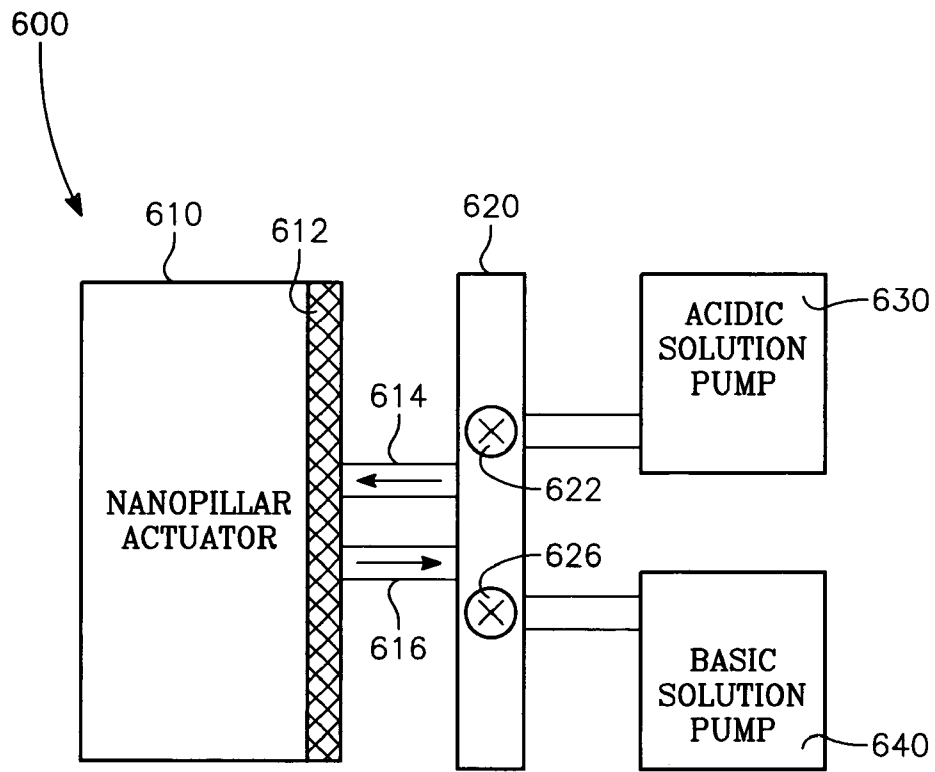 600
610
612
620
ACIDIC
SOLUTION
PUMP
630
614
622
NANOPILLAR
ACTUATOR
626
616
BASIC
SOLUTION
PUMP
640